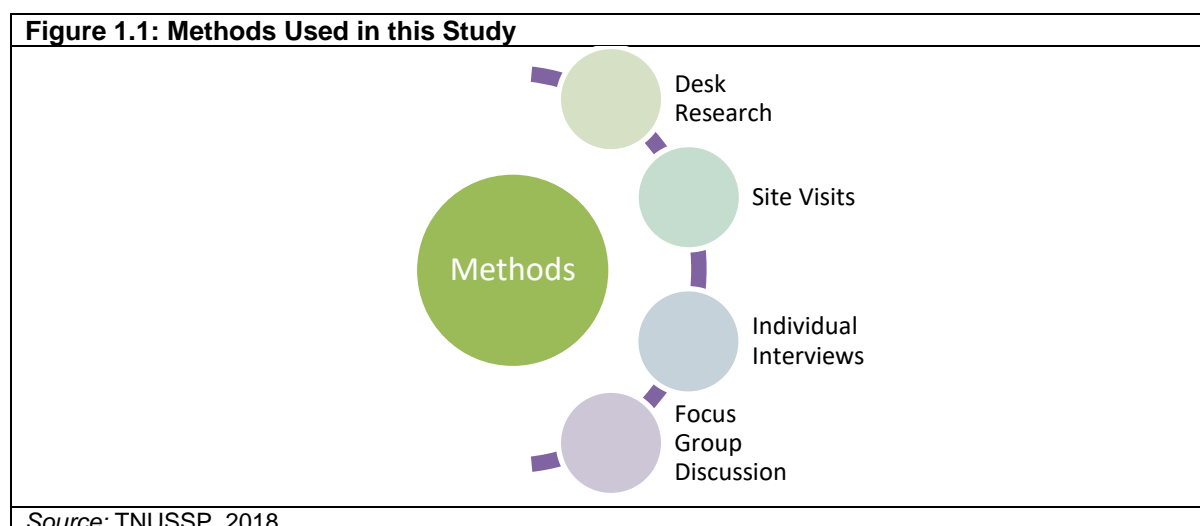 Figure 1.1: Methods Used in this Study
Desk
Research
Site Visits
Methods
Individual
Interviews
Focus
Group
Discussion
Source: TNUSSP, 2018